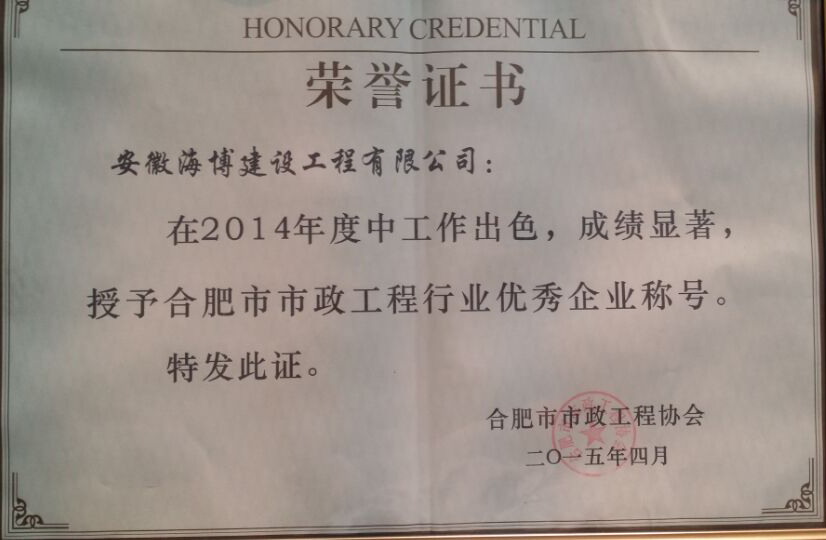 HONORARY CREDENTIAL
荣誉证书
安徽海博建设工程有限公司：
在2014年度中工作出色，成绩显著，
授予合肥市市政工程行业优秀企业称号。
特发此证。
合肥市市政工程协会
二〇一五年四月